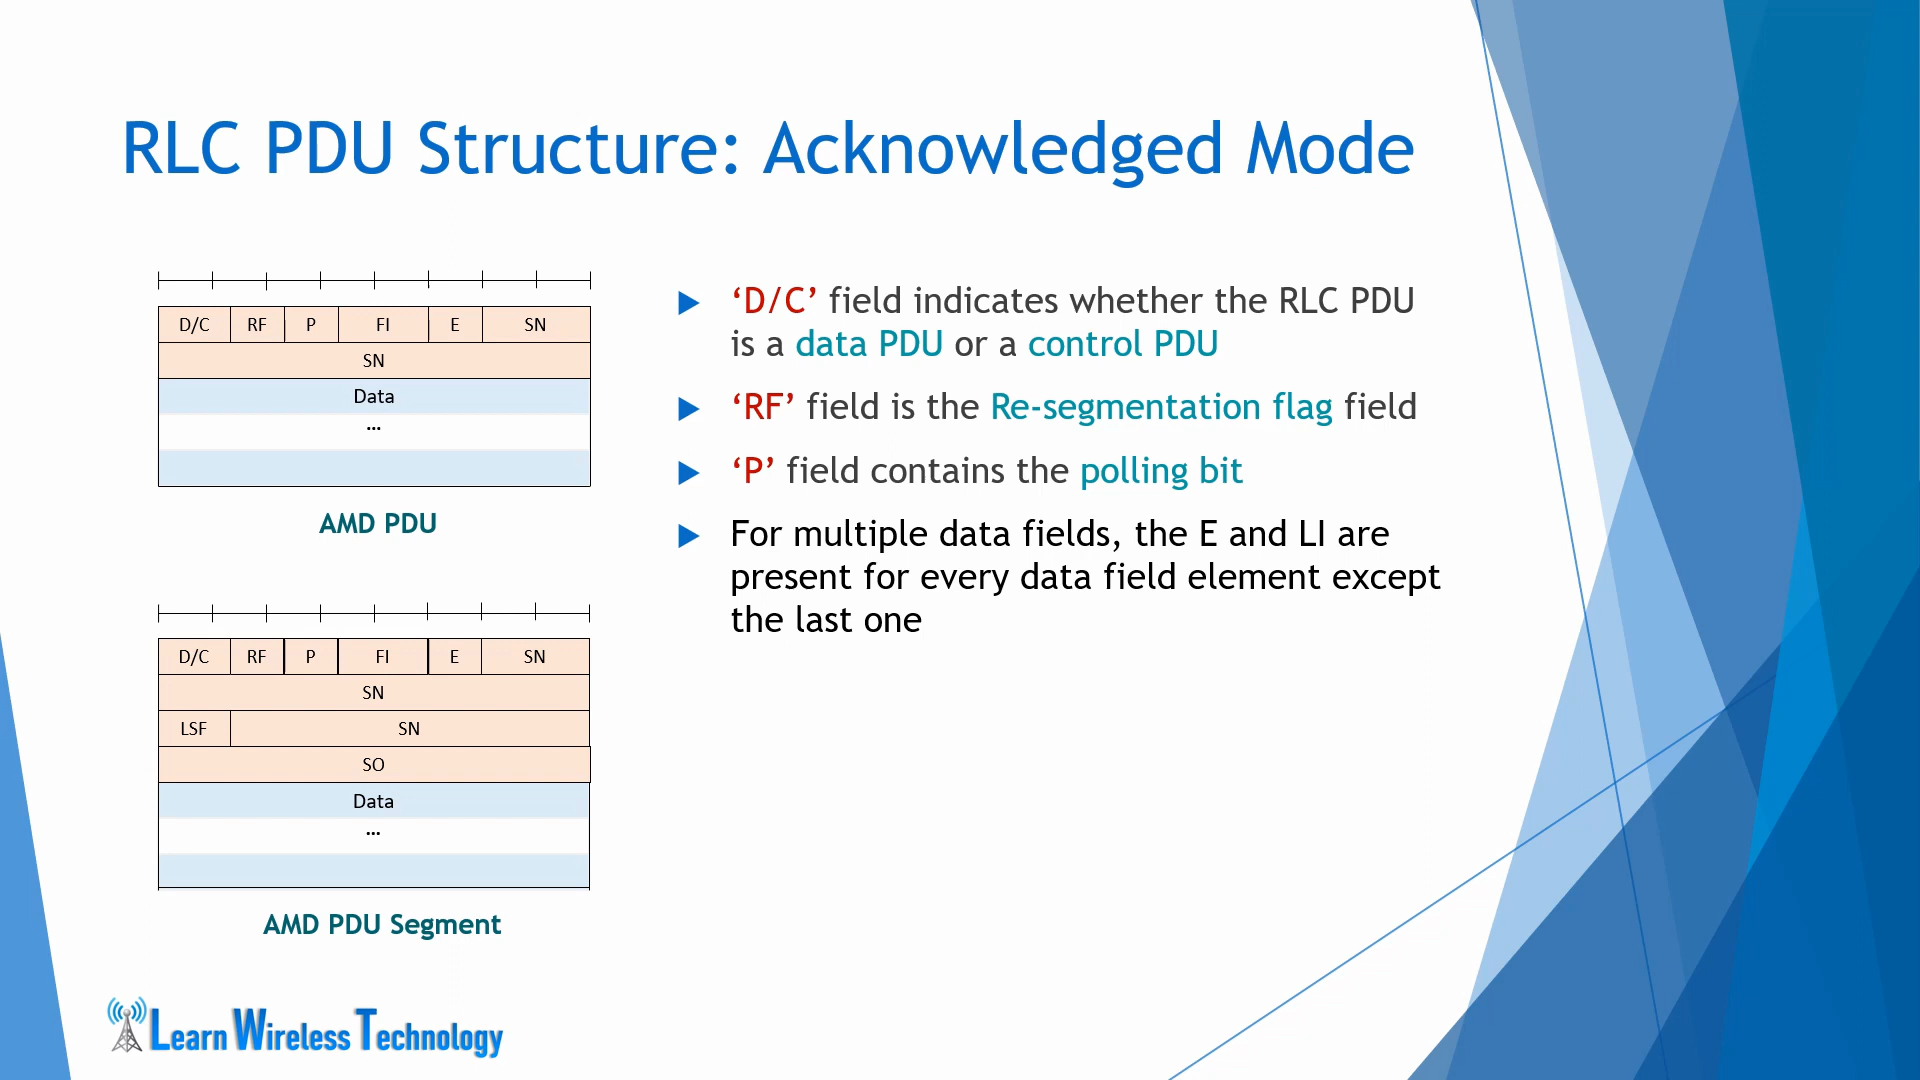 RLC PDU Structure: Acknowledged Mode
D/C RF P FI E SN
SN
Data
...
AMD PDU
D/C RF P FI E SN
SN
LSF SN
SO
Data
...
AMD PDU Segment
‘D/C’ field indicates whether the RLC PDU
is a data PDU or a control PDU
‘RF’ field is the Re-segmentation flag field
‘P’ field contains the polling bit
For multiple data fields, the E and LI are
present for every data field element except
the last one
Learn Wireless Technology